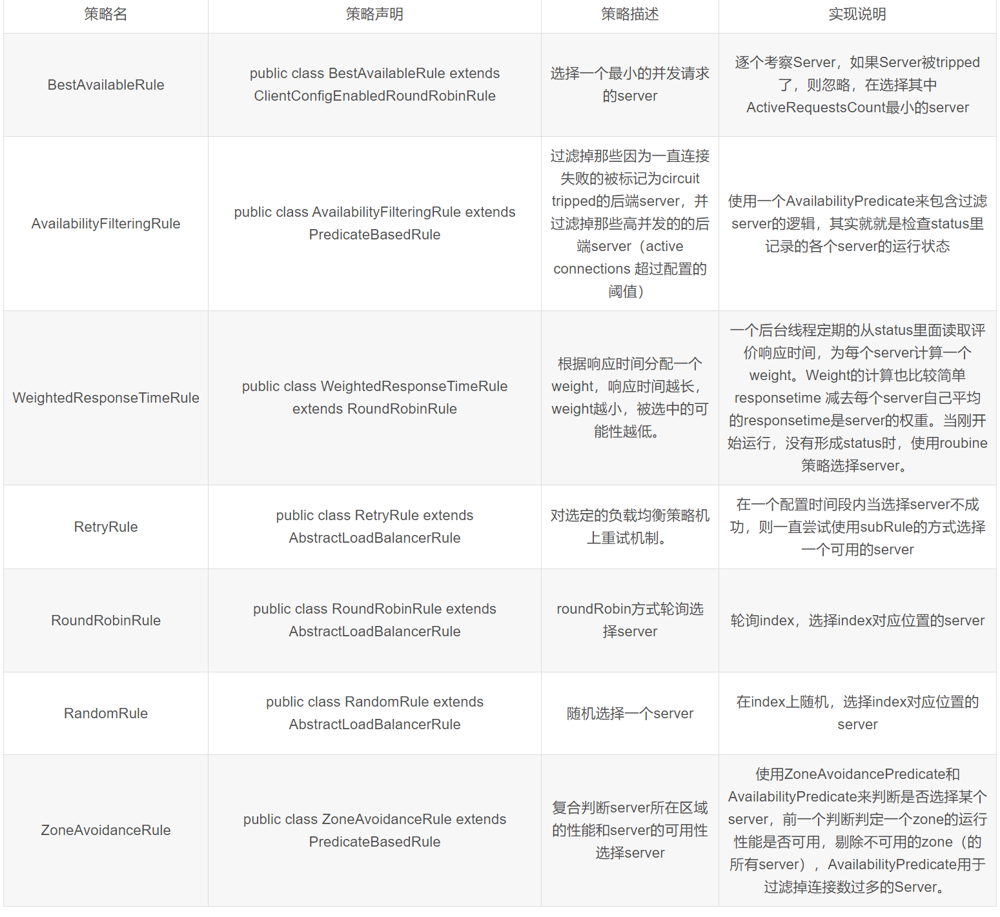 策略名
策略声明
策略描述
实现说明
BestAvailableRule
public class BestAvailableRule extends
ClientConfigEnabledRoundRobinRule
选择一个最小的并发请求
的server
逐个考察Server，如果Server被tripped
了，则忽略，在选择其中
ActiveRequestsCount最小的server
AvailabilityFilteringRule
public class AvailabilityFilteringRule extends
PredicateBasedRule
过滤掉那些因为一直连接
失败的被标记为circuit
tripped的后端server，并
过滤掉那些高并发的的后
端server（active
connections 超过配置的
阈值）
使用一个AvailabilityPredicate来包含过滤
server的逻辑，其实就就是检查status里
记录的各个server的运行状态
WeightedResponseTimeRule
public class WeightedResponseTimeRule
extends RoundRobinRule
根据响应时间分配一个
weight，响应时间越长，
weight越小，被选中的可
能性越低。
一个后台线程定期的从status里面读取评
价响应时间，为每个server计算一个
weight。Weight的计算也比较简单
responsetime 减去每个server自己平均
的responsetime是server的权重。当刚开
始运行，没有形成status时，使用roubine
策略选择server。
RetryRule
public class RetryRule extends
AbstractLoadBalancerRule
对选定的负载均衡策略机
上重试机制。
在一个配置时间段内当选择server不成
功，则一直尝试使用subRule的方式选择
一个可用的server
RoundRobinRule
public class RoundRobinRule extends
AbstractLoadBalancerRule
roundRobin方式轮询选
择server
轮询index，选择index对应位置的server
RandomRule
public class RandomRule extends
AbstractLoadBalancerRule
随机选择一个server
在index上随机，选择index对应位置的
server
ZoneAvoidanceRule
public class ZoneAvoidanceRule extends
PredicateBasedRule
复合判断server所在区域
的性能和server的可用性
选择server
使用ZoneAvoidancePredicate和
AvailabilityPredicate来判断是否选择某个
server，前一个判断判定一个zone的运行
性能是否可用，剔除不可用的zone（的
所有server），AvailabilityPredicate用于
过滤掉连接数过多的Server。